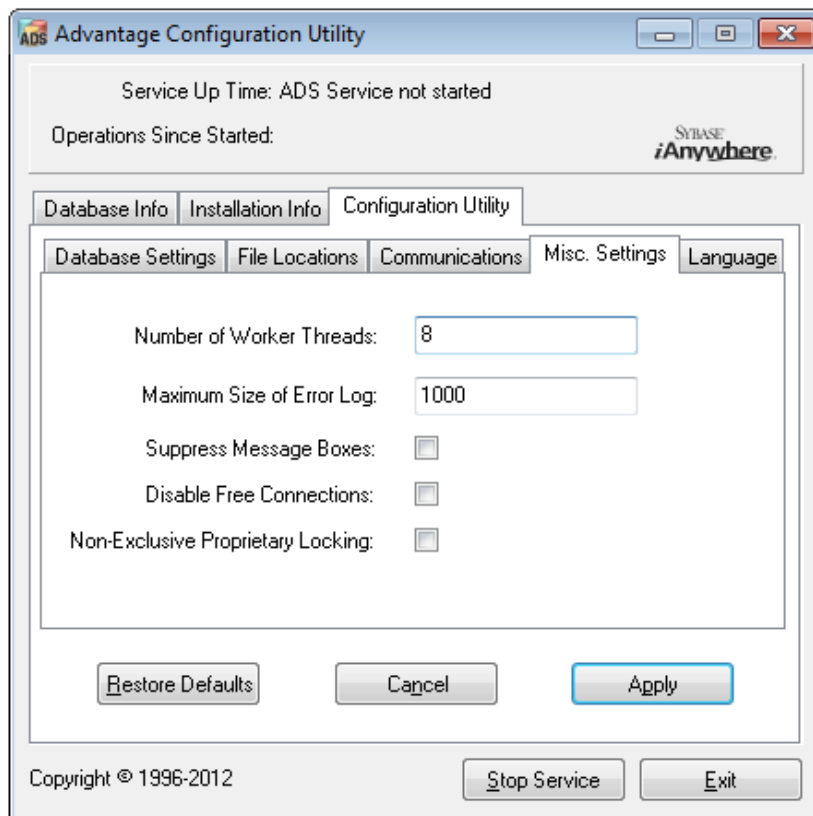 ADS Advantage Configuration Utility
Service Up Time: ADS Service not started
Operations Since Started:
SYBASE
iAnywhere.
Database Info Installation Info Configuration Utility
Database Settings File Locations Communications Misc. Settings Language
Number of Worker Threads: 8
Maximum Size of Error Log: 1000
Suppress Message Boxes:
Disable Free Connections:
Non-Exclusive Proprietary Locking:
Restore Defaults Cancel Apply
Copyright © 1996-2012 Stop Service Exit